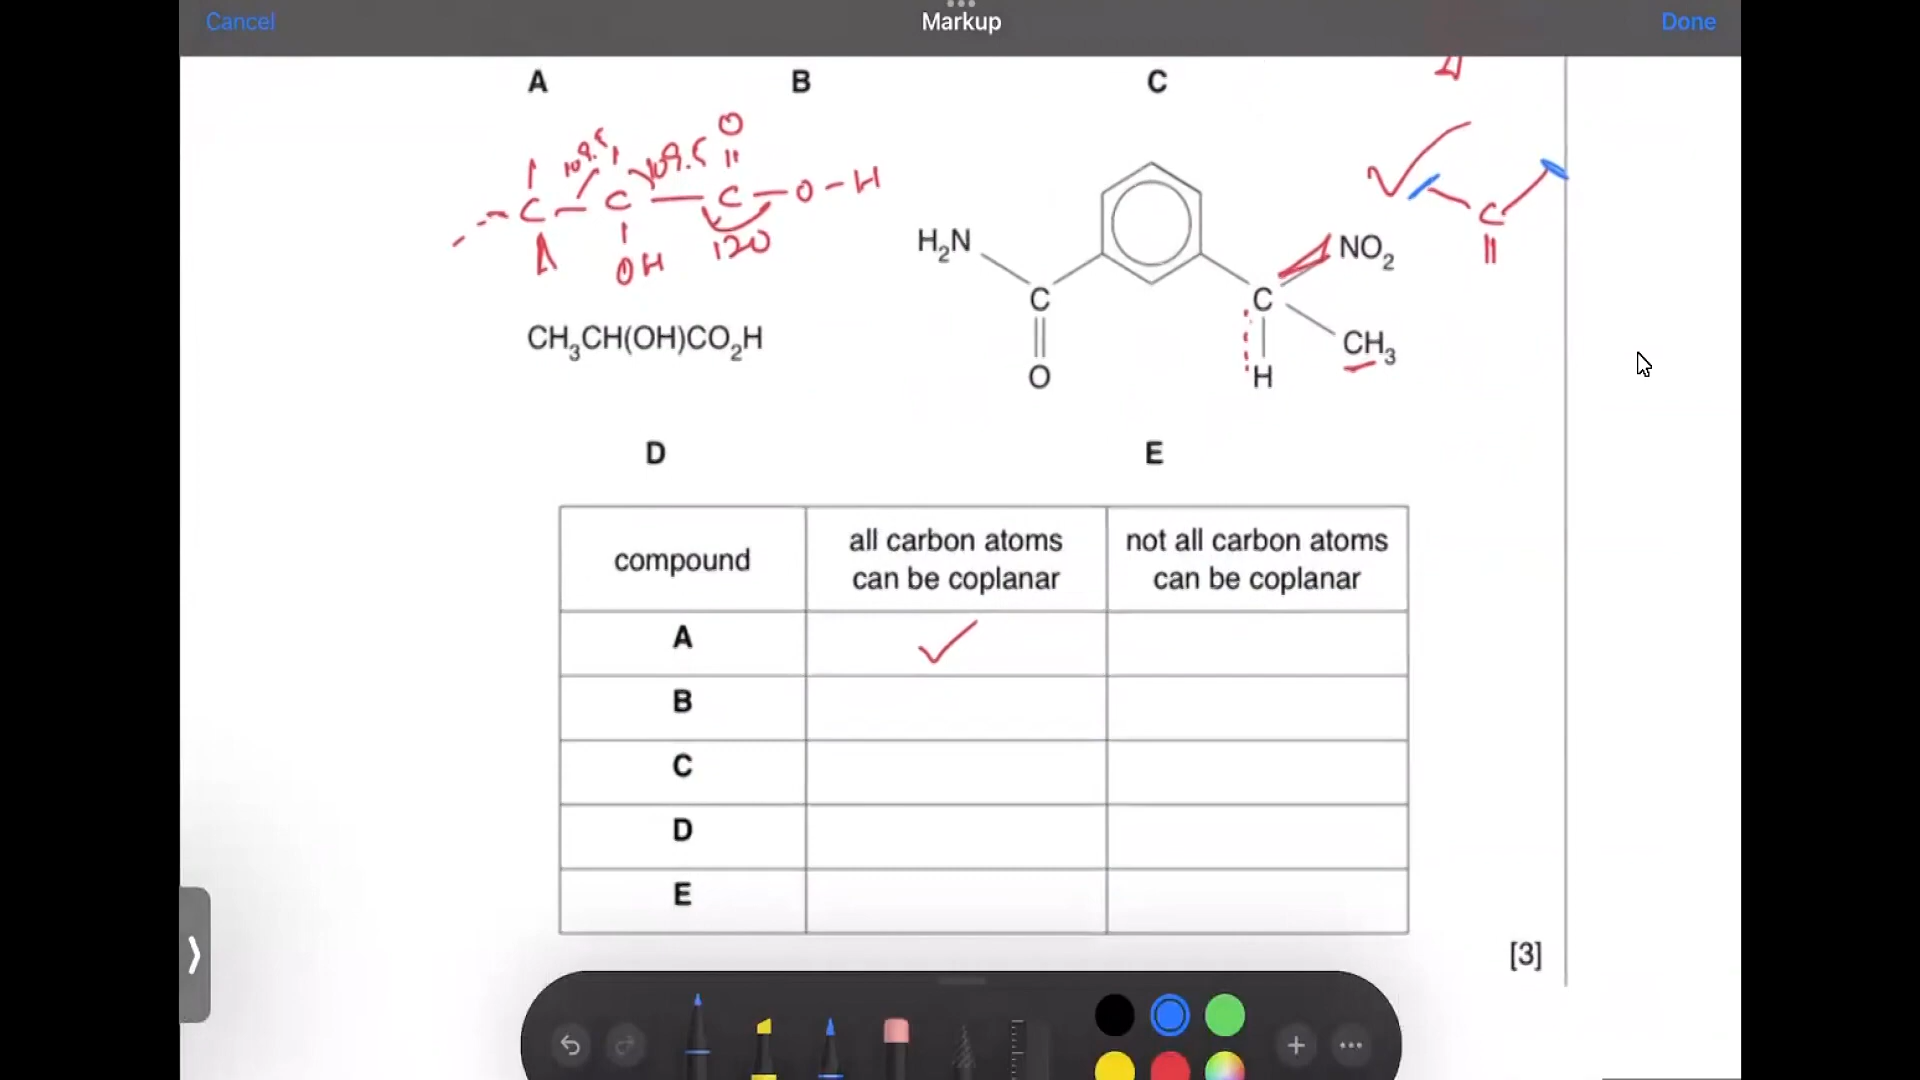 Cancel Markup Done
A B C
O
109.5 109.5 ||
C - C - C - O - H
OH 120
C
||
H₂N NO₂
C C
CH₃CH(OH)CO₂H CH₃
O H
D E
compound all carbon atoms can be coplanar not all carbon atoms can be coplanar
A ✓
B
C
D
E
[3]